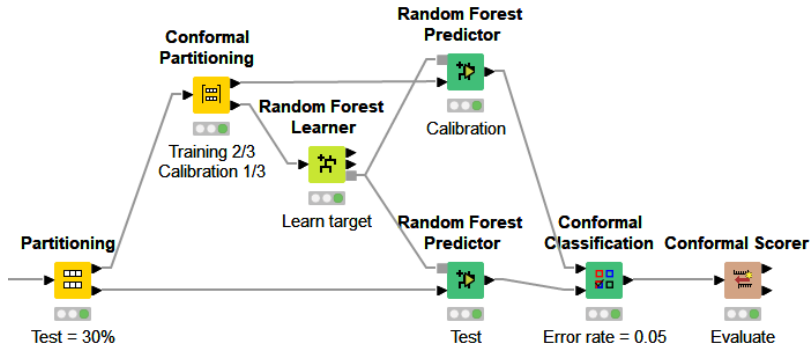 Random Forest
Predictor
Conformal
Partitioning
Random Forest
Learner
Calibration
Training 2/3
Calibration 1/3
Learn target
Random Forest
Predictor
Conformal
Classification
Conformal Scorer
Partitioning
Test = 30%
Test
Error rate = 0.05
Evaluate